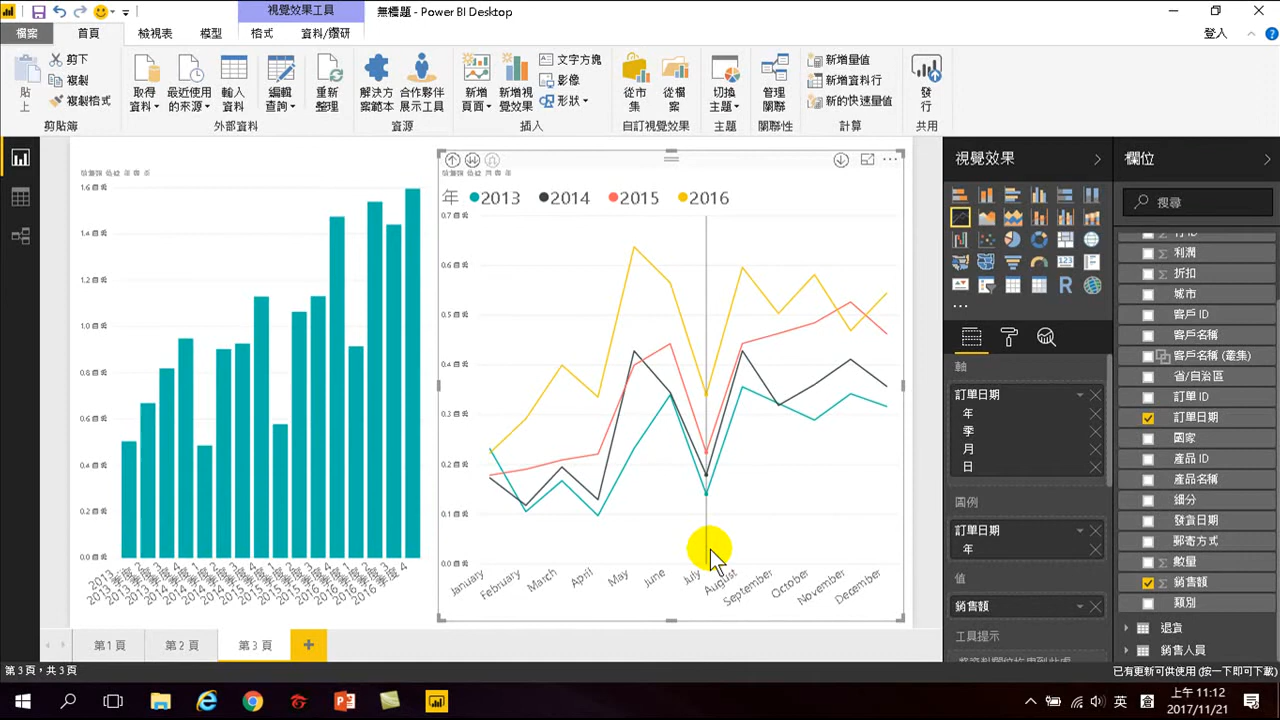 視覺效果工具
無標題 - Power BI Desktop
檔案
首頁
檢視表
模型
格式
資料/鑽研
登入
貼上
剪下
複製
複製格式
取得資料
最近使用的來源
輸入資料
編輯查詢
重新整理
解決方案範本
合作夥伴展示工具
新增頁面
新增視覺效果
文字方塊
影像
形狀
從市集
從檔案
切換主題
管理關聯
新增量值
新增資料行
新的快速量值
發行
剪貼簿
外部資料
資源
插入
自訂視覺效果
主題
關聯性
計算
共用
年
2013
2014
2015
2016
January
February
March
April
May
June
July
August
September
October
November
December
視覺效果
軸
訂單日期
年
季
月
日
圖例
訂單日期
年
值
銷售額
工具提示
欄位
搜尋
利潤
折扣
城市
客戶 ID
客戶名稱
客戶名稱 (叢集)
省/自治區
訂單 ID
訂單日期
國家
產品 ID
產品名稱
細分
發貨日期
郵寄方式
數量
銷售額
類別
退貨
銷售人員
第 1 頁
第 2 頁
第 3 頁
第 3 頁，共 3 頁
已有更新可供使用 (按一下即可下載)
英
上午 11:12
2017/11/21